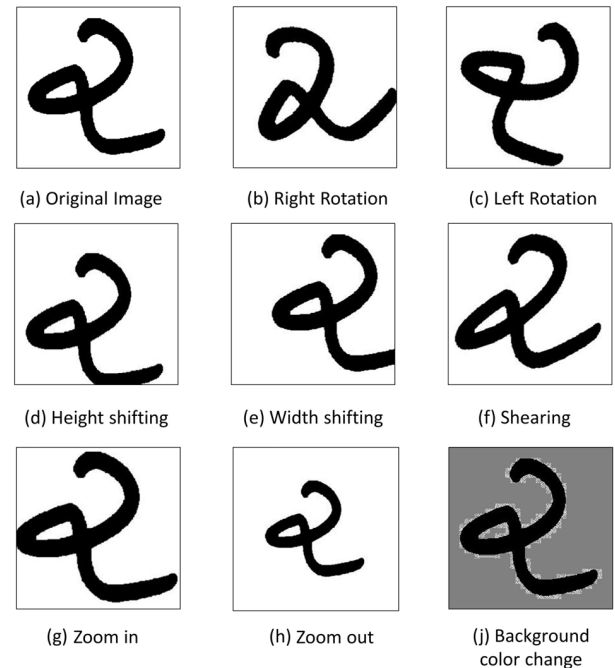 (a) Original Image
(b) Right Rotation
(c) Left Rotation
(d) Height shifting
(e) Width shifting
(f) Shearing
(g) Zoom in
(h) Zoom out
(j) Background
color change